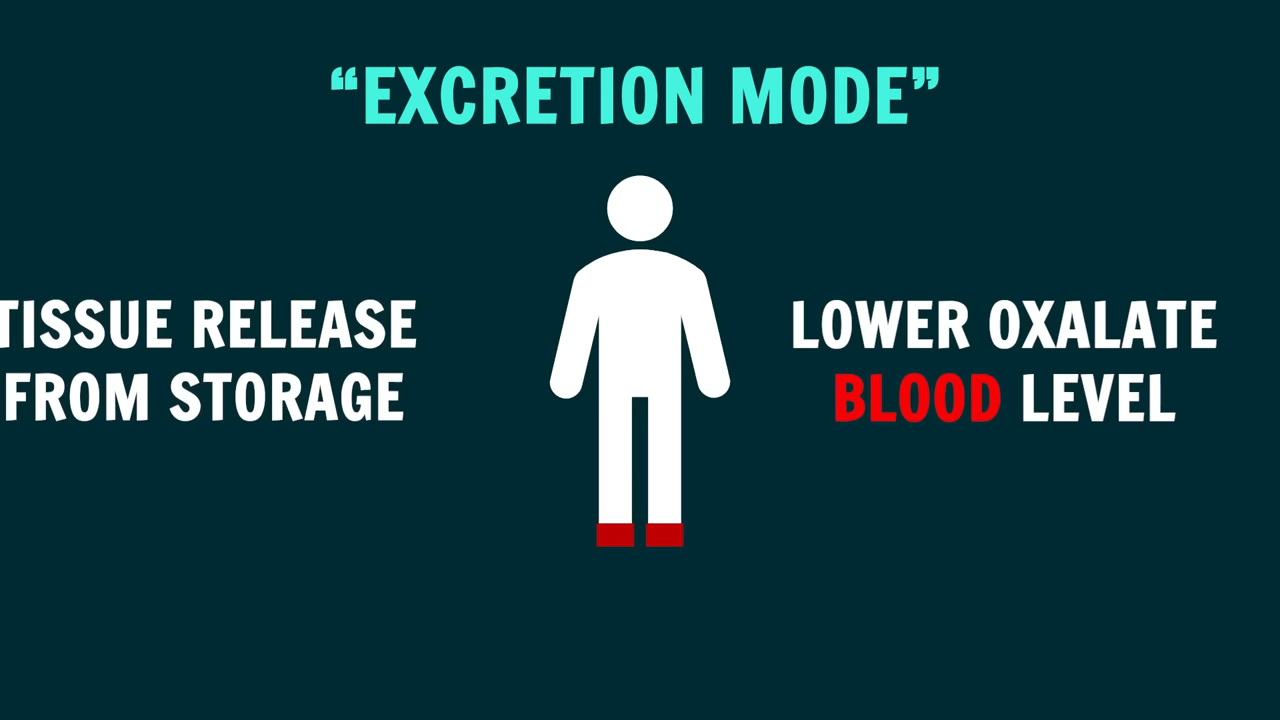 “EXCRETION MODE”
TISSUE RELEASE
FROM STORAGE
LOWER OXALATE
BLOOD LEVEL